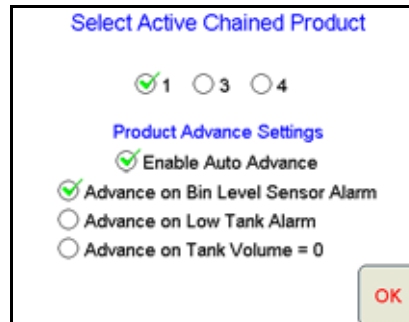 Select Active Chained Product
1 3 4
Product Advance Settings
Enable Auto Advance
Advance on Bin Level Sensor Alarm
Advance on Low Tank Alarm
Advance on Tank Volume = 0
OK